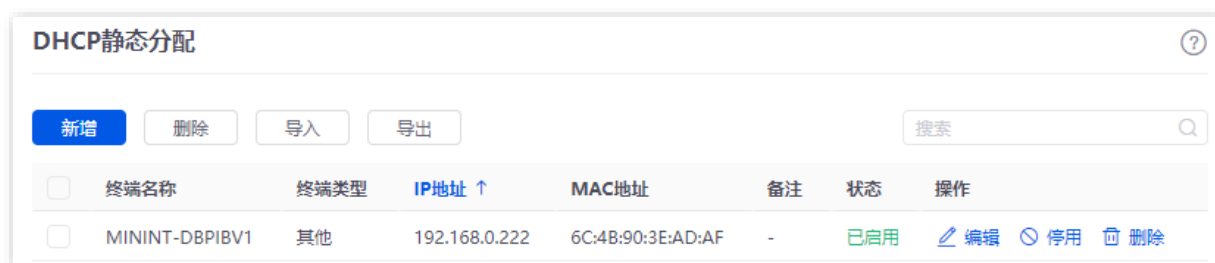 DHCP静态分配
新增 删除 导入 导出 搜索
终端名称 终端类型 IP地址 ↑ MAC地址 备注 状态 操作
MININT-DBPIBV1 其他 192.168.0.222 6C:4B:90:3E:AD:AF - 已启用 编辑 停用 删除